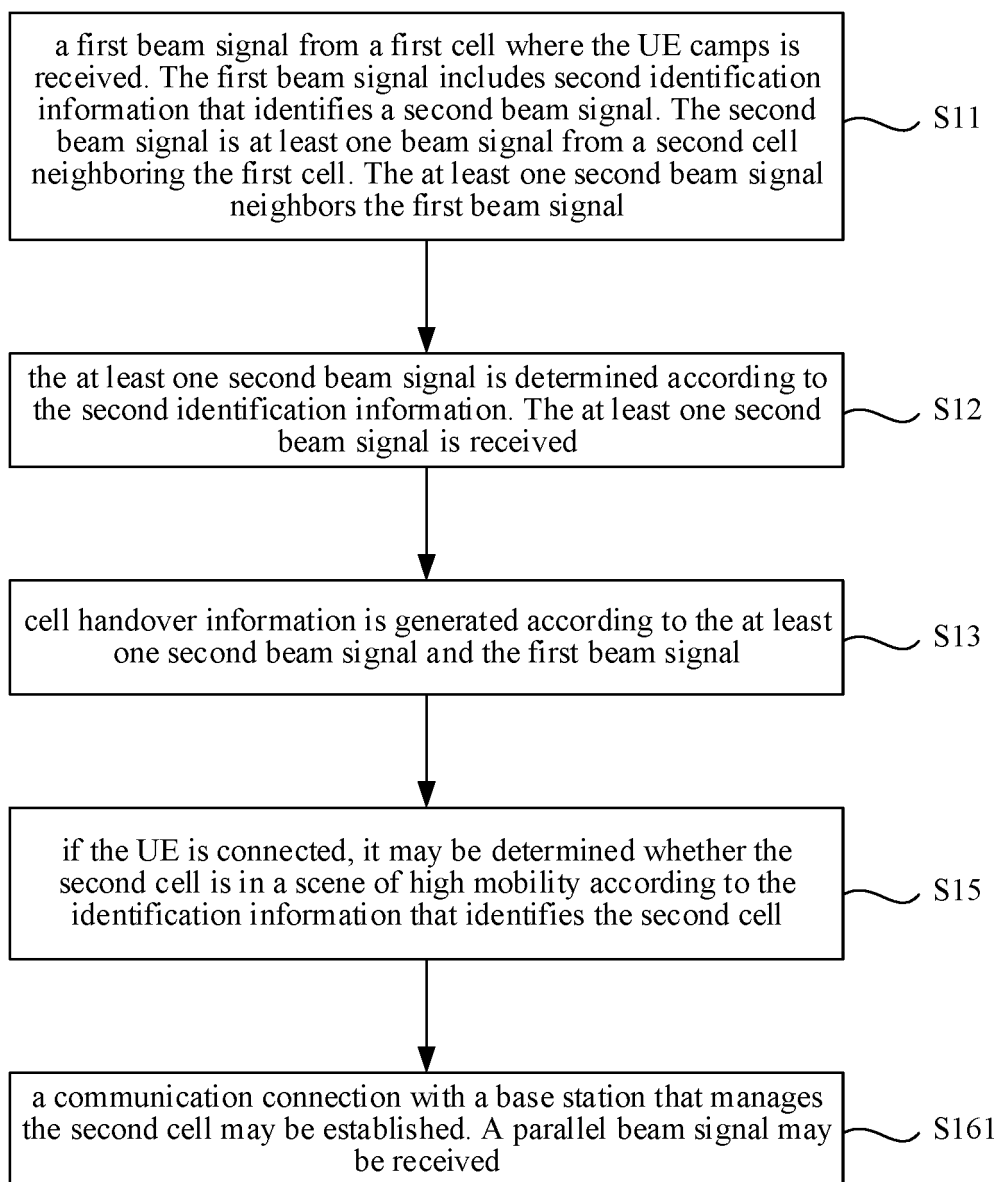 a first beam signal from a first cell where the UE camps is
received. The first beam signal includes second identification
information that identifies a second beam signal. The second
beam signal is at least one beam signal from a second cell
neighboring the first cell. The at least one second beam signal
neighbors the first beam signal
S11
the at least one second beam signal is determined according to
the second identification information. The at least one second
beam signal is received
S12
cell handover information is generated according to the at least
one second beam signal and the first beam signal
S13
if the UE is connected, it may be determined whether the
second cell is in a scene of high mobility according to the
identification information that identifies the second cell
S15
a communication connection with a base station that manages
the second cell may be established. A parallel beam signal may
be received
S161